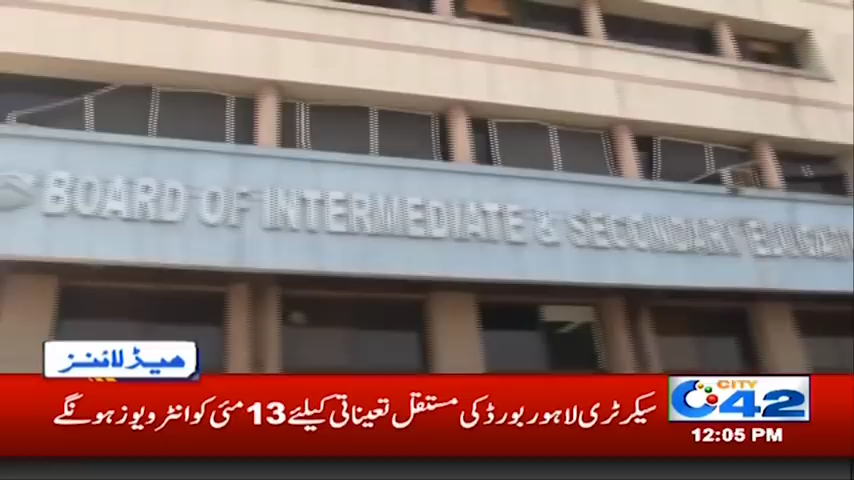 BOARD OF INTERMEDIATE & SECONDARY EDUCATION
ہیڈلائنز
سیکرٹری لاہور بورڈ کی مستقل تعیناتی کیلئے 13 مئی کو انٹرویوز ہونگے
CITY
42
12:05 PM